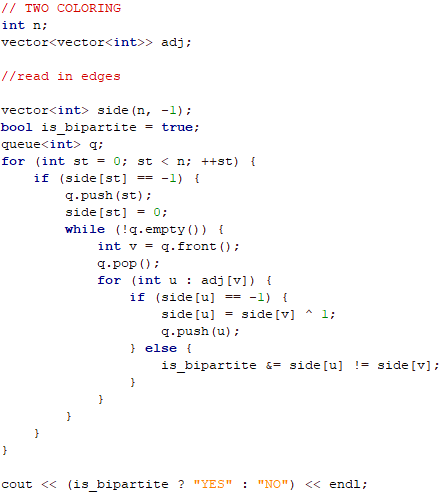 // TWO COLORING
int n;
vector<vector<int>> adj;
//read in edges
vector<int> side(n, -1);
bool is_bipartite = true;
queue<int> q;
for (int st = 0; st < n; ++st) {
    if (side[st] == -1) {
        q.push(st);
        side[st] = 0;
        while (!q.empty()) {
            int v = q.front();
            q.pop();
            for (int u : adj[v]) {
                if (side[u] == -1) {
                    side[u] = side[v] ^ 1;
                    q.push(u);
                } else {
                    is_bipartite &= side[u] != side[v];
                }
            }
        }
    }
}
cout << (is_bipartite ? "YES" : "NO") << endl;